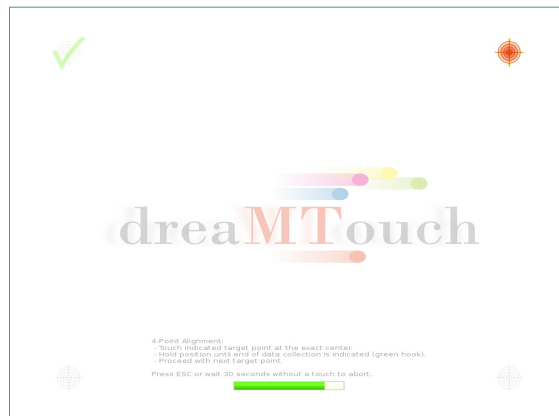 dreaMTouch
4-Point Alignment:
- Touch indicated target point at the exact center.
- Hold position until end of data collection is indicated (green hook).
- Proceed with next target point.
Press ESC or wait 30 seconds without a touch to abort.